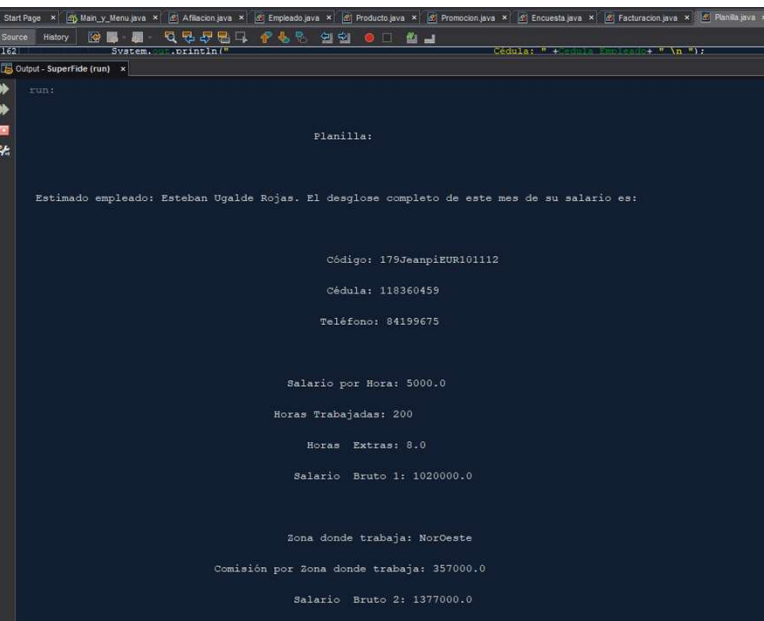 Start Page Main_y_Menu.java Afiliacion.java Empleado.java Producto.java Promocion.java Encuesta.java Facturacion.java Planilla.java
Source History
162 System.out.println(" Cédula: " +Cedula_Empleado+ " \n ");
Output - SuperFide (run)
run:
Planilla:
Estimado empleado: Esteban Ugalde Rojas. El desglose completo de este mes de su salario es:
Código: 179JeanpiEUR101112
Cédula: 118360459
Teléfono: 84199675
Salario por Hora: 5000.0
Horas Trabajadas: 200
Horas Extras: 8.0
Salario Bruto 1: 1020000.0
Zona donde trabaja: NorOeste
Comisión por Zona donde trabaja: 357000.0
Salario Bruto 2: 1377000.0